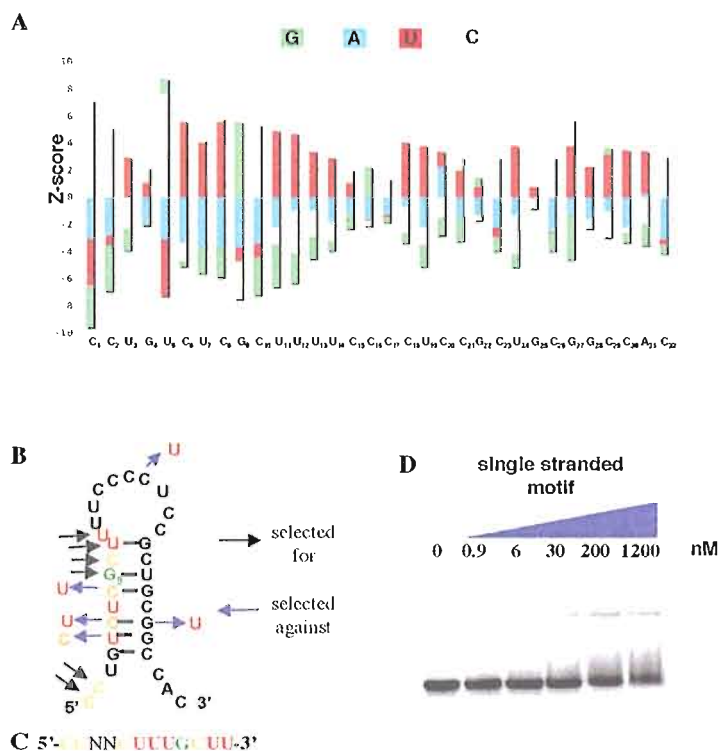 A
G A U C
10
8
6
4
2
-0
-2
-4
-6
-8
-10
Z-score
C1 C2 U3 G4 U5 C6 U7 C8 G9 C10 U11 U12 U13 U14 C15 C16 C17 C18 U19 C20 C21 G22 C23 U24 G25 C26 G27 G28 C29 C30 A31 C32
B
selected
for
selected
against
U
U
U
C
U
5'
3'
C 5'-CCNNCUUUGCUU-3'
D
single stranded
motif
0 0.9 6 30 200 1200 nM